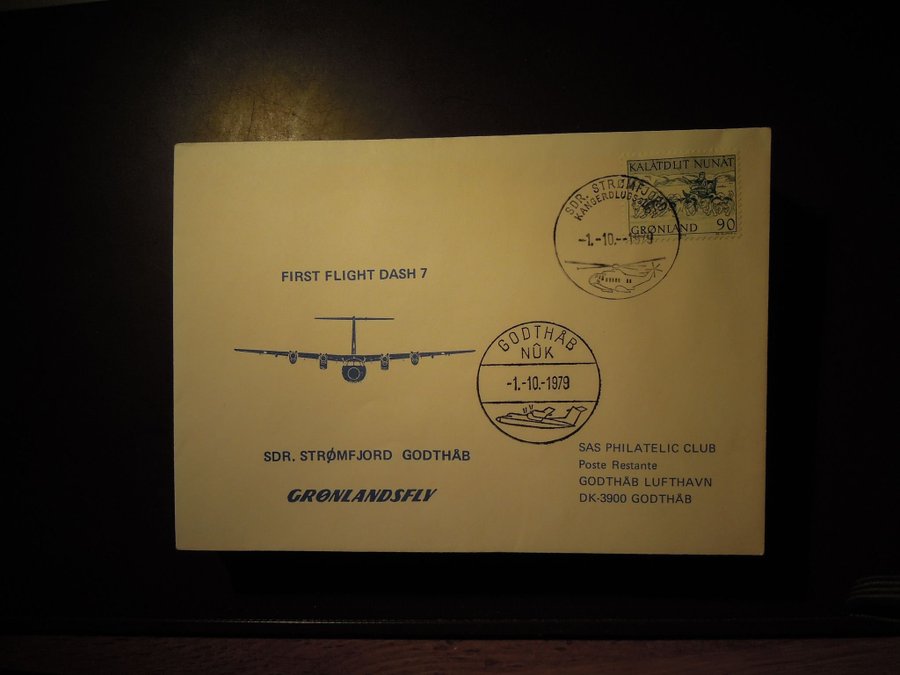 KALÂTDLIT NUNÂT
GRØNLAND 90
SDR. STRØMFJORD
-1.-10.--1979
FIRST FLIGHT DASH 7
GODTHÅB
NÛK
-1.-10.-1979
SDR. STRØMFJORD GODTHÅB
GRØNLANDSFLY
SAS PHILATELIC CLUB
Poste Restante
GODTHÅB LUFTHAVN
DK-3900 GODTHÅB